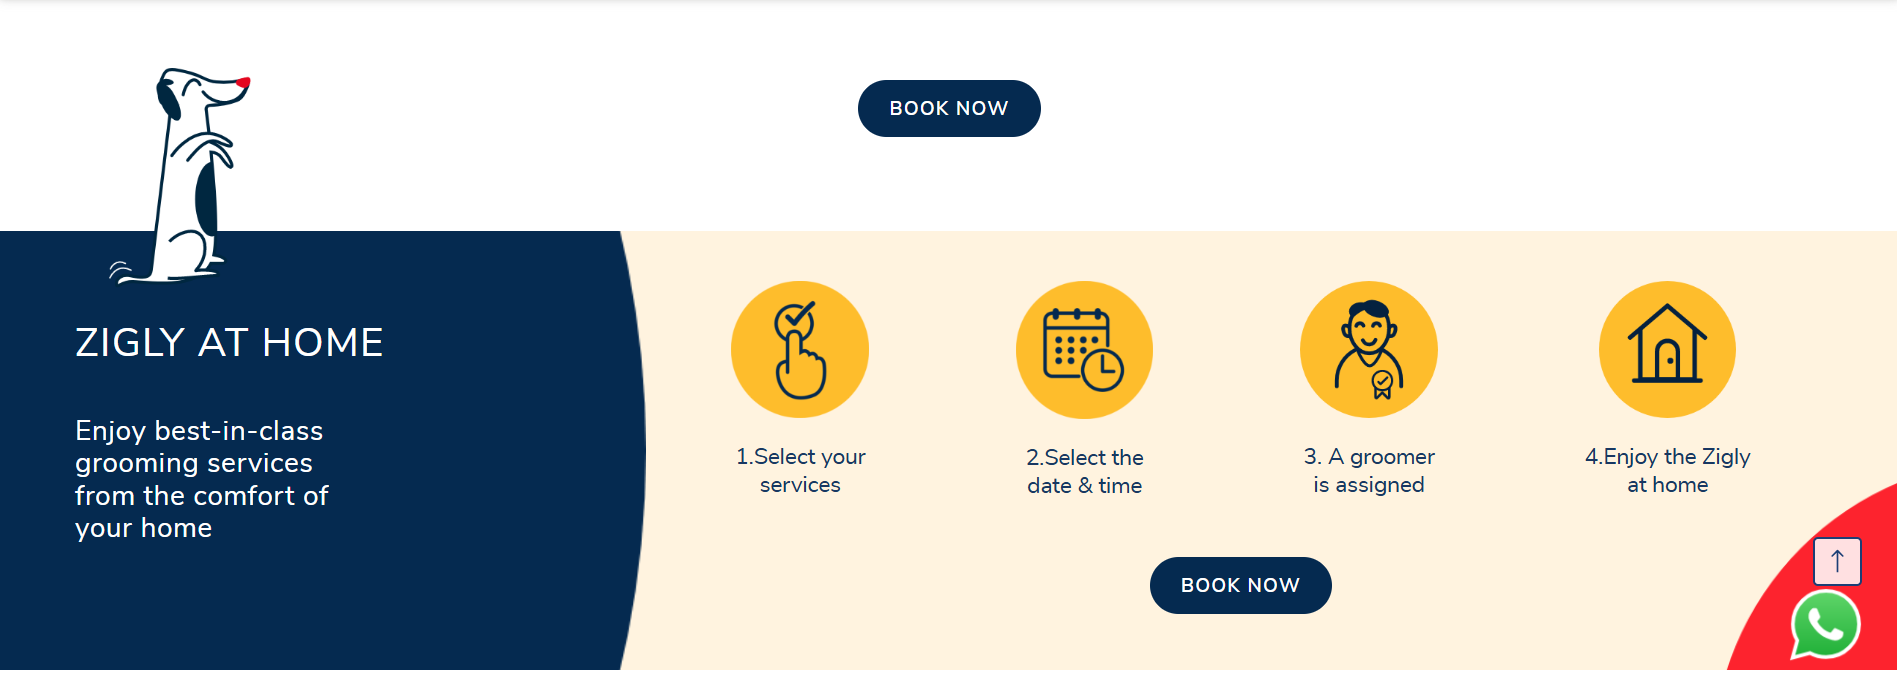 BOOK NOW
ZIGLY AT HOME
Enjoy best-in-class
grooming services
from the comfort of
your home
1.Select your
services
2.Select the
date & time
3. A groomer
is assigned
4.Enjoy the Zigly
at home
BOOK NOW